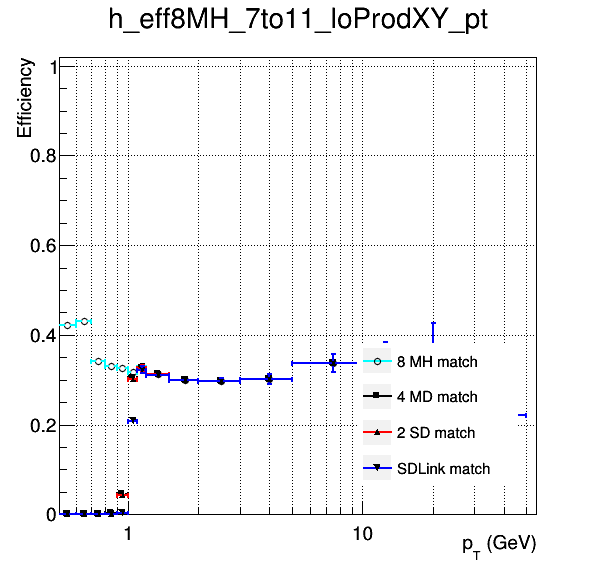 h_eff8MH_7to11_loProdXY_pt
Efficiency
1
0.8
0.6
0.4
0.2
0
8 MH match
4 MD match
2 SD match
SDLink match
1
10
p_T (GeV)